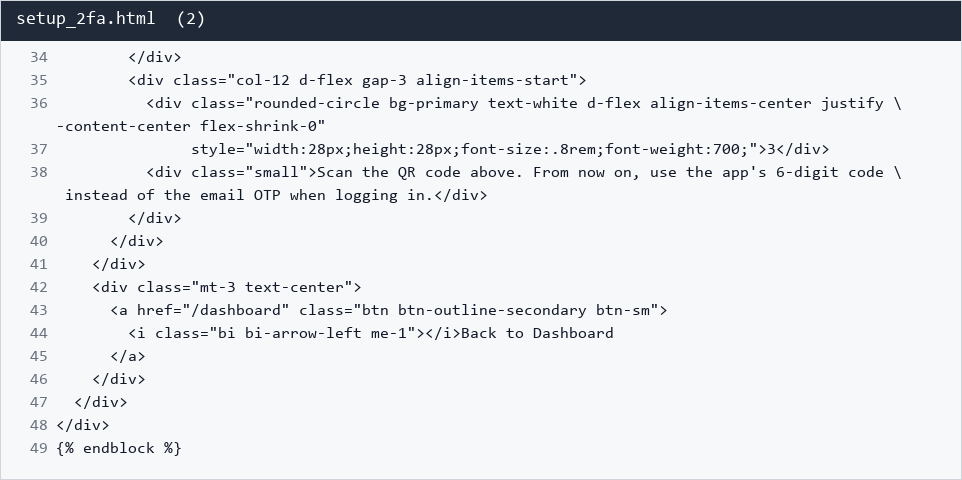 setup_2fa.html  (2)
34         </div>
35         <div class="col-12 d-flex gap-3 align-items-start">
36           <div class="rounded-circle bg-primary text-white d-flex align-items-center justify \
-content-center flex-shrink-0"
37                style="width:28px;height:28px;font-size:.8rem;font-weight:700;">3</div>
38           <div class="small">Scan the QR code above. From now on, use the app's 6-digit code \
 instead of the email OTP when logging in.</div>
39         </div>
40       </div>
41     </div>
42     <div class="mt-3 text-center">
43       <a href="/dashboard" class="btn btn-outline-secondary btn-sm">
44         <i class="bi bi-arrow-left me-1"></i>Back to Dashboard
45       </a>
46     </div>
47   </div>
48 </div>
49 {% endblock %}